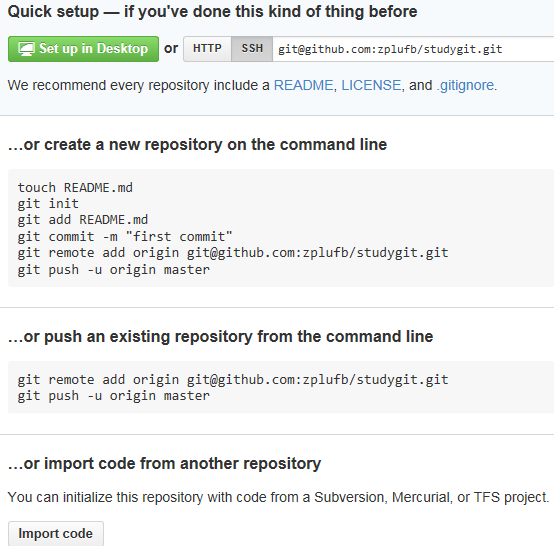 Quick setup — if you've done this kind of thing before
Set up in Desktop or HTTP SSH git@github.com:zplufb/studygit.git
We recommend every repository include a README, LICENSE, and .gitignore.
…or create a new repository on the command line
touch README.md
git init
git add README.md
git commit -m "first commit"
git remote add origin git@github.com:zplufb/studygit.git
git push -u origin master
…or push an existing repository from the command line
git remote add origin git@github.com:zplufb/studygit.git
git push -u origin master
…or import code from another repository
You can initialize this repository with code from a Subversion, Mercurial, or TFS project.
Import code